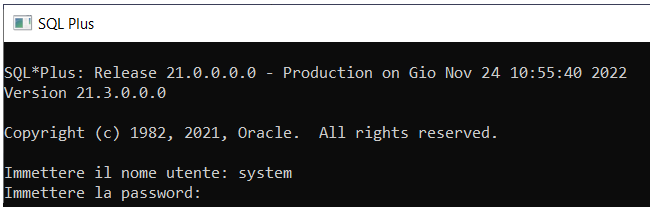 SQL Plus
SQL*Plus: Release 21.0.0.0.0 - Production on Gio Nov 24 10:55:40 2022
Version 21.3.0.0.0
Copyright (c) 1982, 2021, Oracle.  All rights reserved.
Immettere il nome utente: system
Immettere la password: